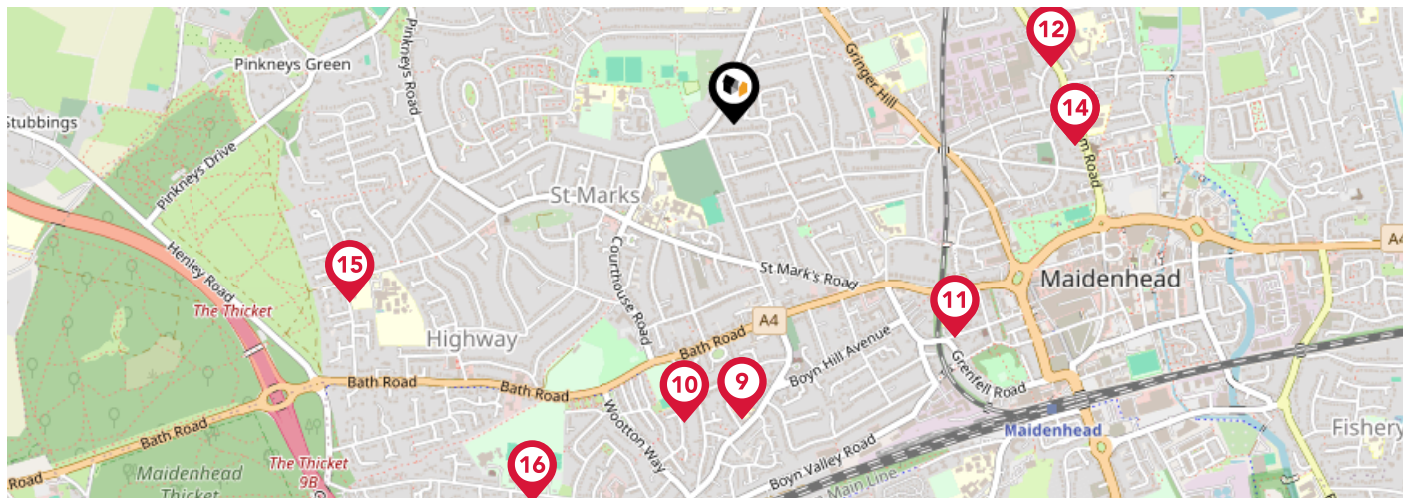 12
Pinkneys Road
Gringer Hill
Pinkneys Green
14
Stubbings
Pinkneys Drive
m Road
St Marks
Courthouse Road
Henley Road
15
St Mark's Road
Maidenhead
A4
The Thicket
11
A4
Highway
Bath Road
Boyn Hill Avenue
Grenfell Road
Bath Road
Bath Road
10
9
Wootton Way
Fishery
Bath Road
Maidenhead
Boyn Valley Road
The Thicket
9B
16
Maidenhead
Thicket
Main Line
Road